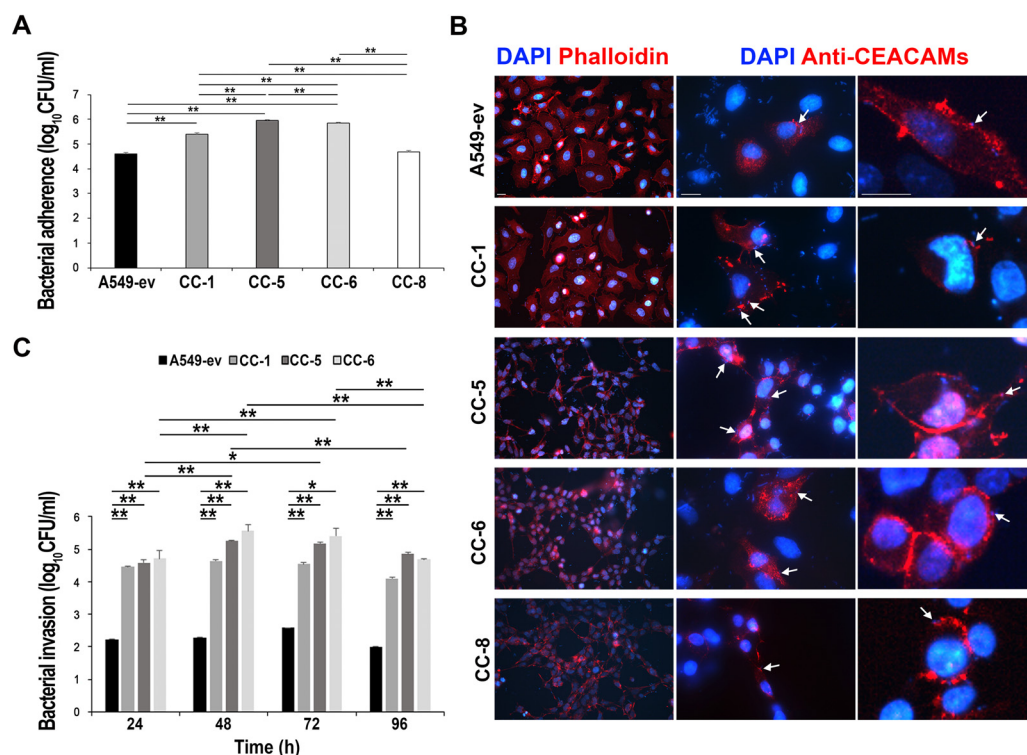 A
**
**
**
**
**
**
**
**
**
Bacterial adherence (log10CFU/ml)
7
6
5
4
3
2
1
0
A549-ev CC-1 CC-5 CC-6 CC-8
B
DAPI Phalloidin DAPI Anti-CEACAMs
A549-ev
CC-1
CC-5
CC-6
CC-8
C
A549-ev CC-1 CC-5 CC-6
**
**
**
**
**
*
**
** ** * **
** ** ** **
** ** ** **
Bacterial invasion (log10CFU/ml)
6
5
4
3
2
1
0
24 48 72 96
Time (h)